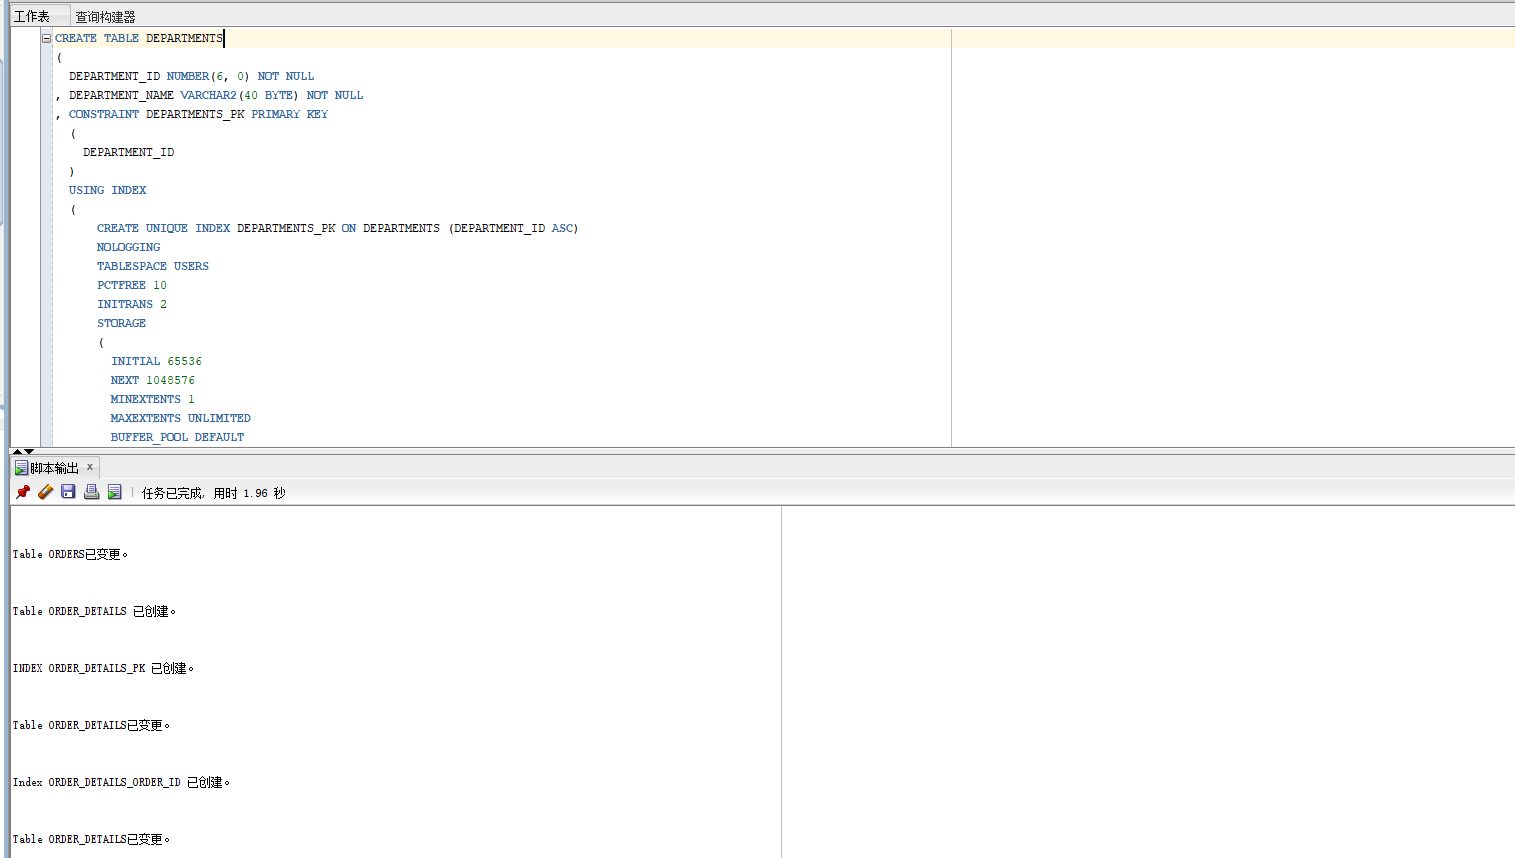 工作表 查询构建器
CREATE TABLE DEPARTMENTS
(
DEPARTMENT_ID NUMBER(6, 0) NOT NULL
, DEPARTMENT_NAME VARCHAR2(40 BYTE) NOT NULL
, CONSTRAINT DEPARTMENTS_PK PRIMARY KEY
(
DEPARTMENT_ID
)
USING INDEX
(
CREATE UNIQUE INDEX DEPARTMENTS_PK ON DEPARTMENTS (DEPARTMENT_ID ASC)
NOLOGGING
TABLESPACE USERS
PCTFREE 10
INITRANS 2
STORAGE
(
INITIAL 65536
NEXT 1048576
MINEXTENTS 1
MAXEXTENTS UNLIMITED
BUFFER_POOL DEFAULT
脚本输出 x
任务已完成, 用时 1.96 秒
Table ORDERS已变更。
Table ORDER_DETAILS 已创建。
INDEX ORDER_DETAILS_PK 已创建。
Table ORDER_DETAILS已变更。
Index ORDER_DETAILS_ORDER_ID 已创建。
Table ORDER_DETAILS已变更。